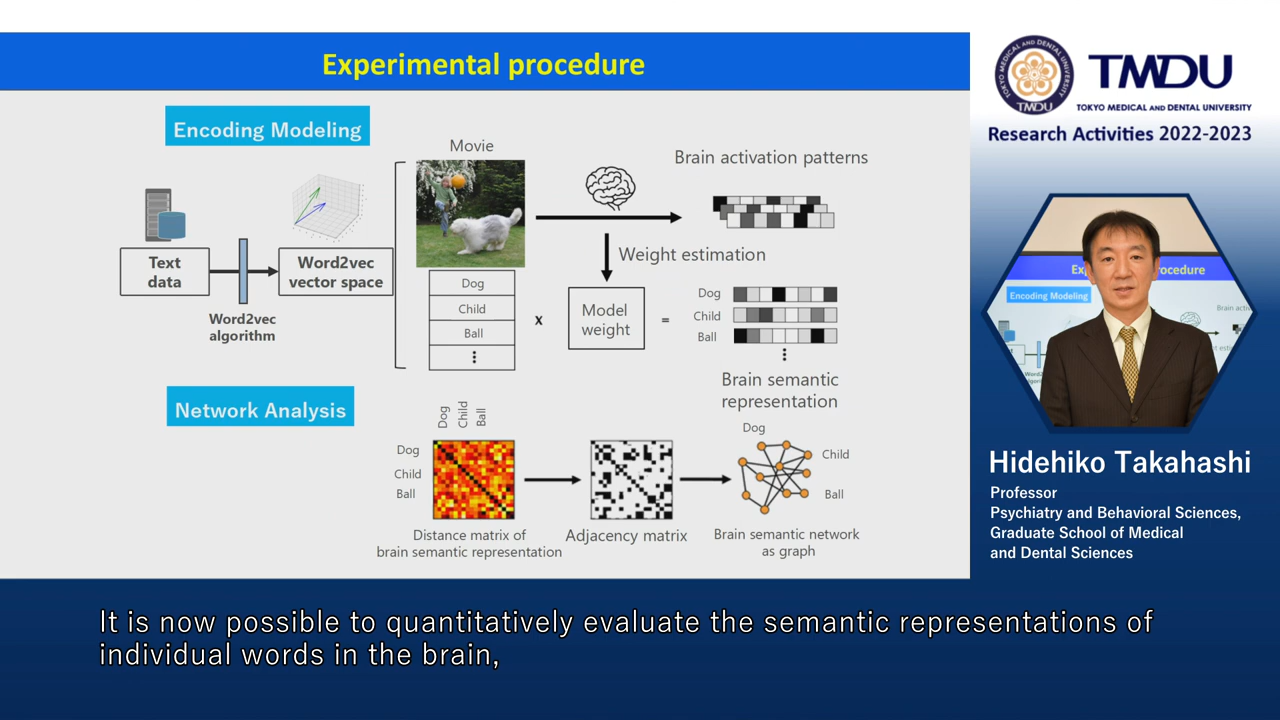 Experimental procedure
Encoding Modeling
Text
data
Word2vec
algorithm
Word2vec
vector space
Movie
Dog
Child
Ball
Brain activation patterns
Weight estimation
x
Model
weight
=
Dog
Child
Ball
Brain semantic
representation
Network Analysis
Dog
Child
Ball
Dog
Child
Ball
Distance matrix of
brain semantic representation
Adjacency matrix
Dog
Child
Ball
Brain semantic network
as graph
TOKYO MEDICAL AND DENTAL UNIVERSITY
TMDU
TMDU
TOKYO MEDICAL AND DENTAL UNIVERSITY
Research Activities 2022-2023
Encoding Modeling
Hidehiko Takahashi
Professor
Psychiatry and Behavioral Sciences,
Graduate School of Medical
and Dental Sciences
It is now possible to quantitatively evaluate the semantic representations of
individual words in the brain,